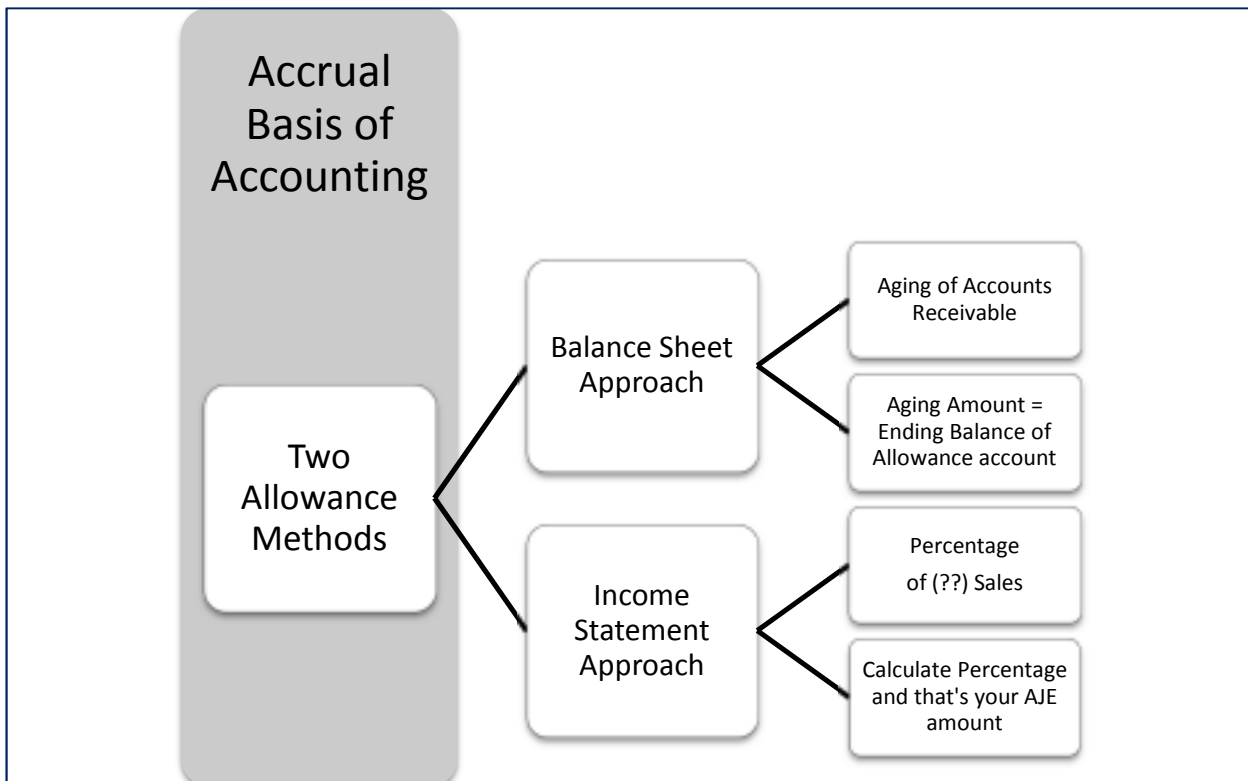 Accrual
Basis of
Accounting
Two
Allowance
Methods
Balance Sheet
Approach
Aging of Accounts
Receivable
Aging Amount =
Ending Balance of
Allowance account
Income
Statement
Approach
Percentage
of (??) Sales
Calculate Percentage
and that's your AJE
amount